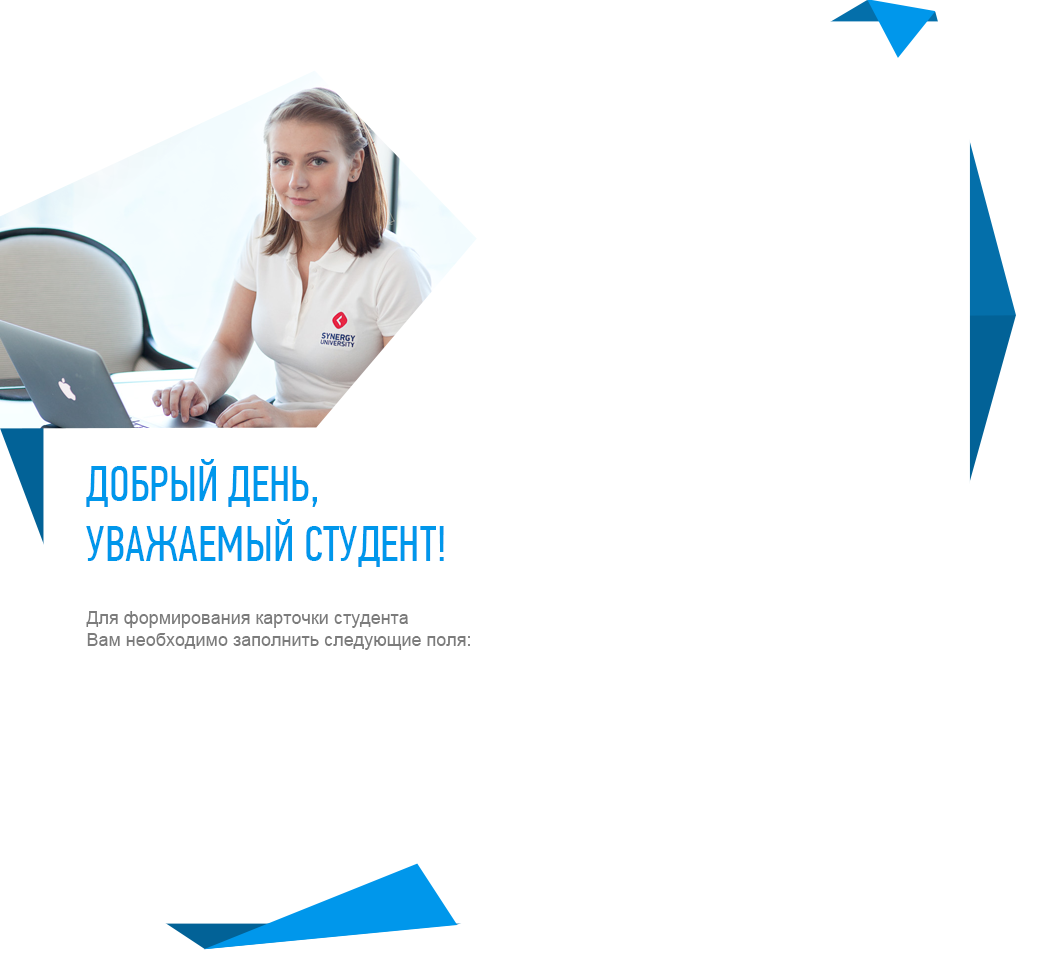 SYNERGY
UNIVERSITY
ДОБРЫЙ ДЕНЬ,
УВАЖАЕМЫЙ СТУДЕНТ!
Для формирования карточки студента
Вам необходимо заполнить следующие поля: